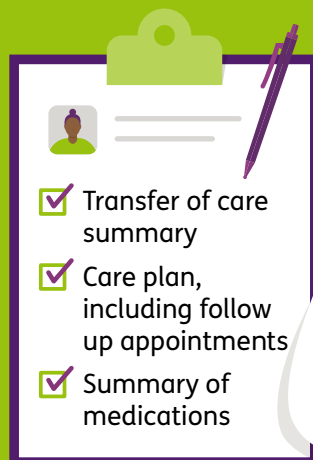 Transfer of care
summary
Care plan,
including follow
up appointments
Summary of
medications